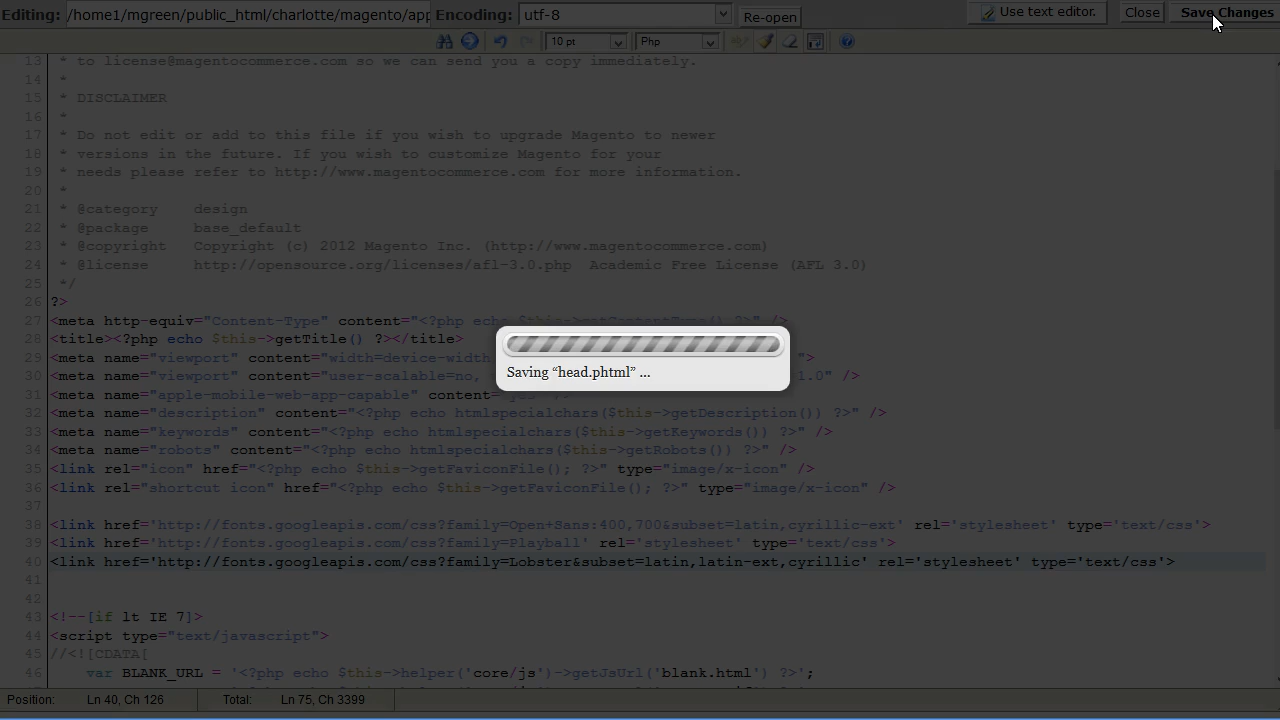 Editing: /home1/mgreen/public_html/charlotte/magento/app Encoding: utf-8 Re-open Use text editor. Close Save Changes
10 pt Php
13 * to license@magentocommerce.com so we can send you a copy immediately.
14 *
15 * DISCLAIMER
16 *
17 * Do not edit or add to this file if you wish to upgrade Magento to newer
18 * versions in the future. If you wish to customize Magento for your
19 * needs please refer to http://www.magentocommerce.com for more information.
20 *
21 * @category    design
22 * @package     base_default
23 * @copyright   Copyright (c) 2012 Magento Inc. (http://www.magentocommerce.com)
24 * @license     http://opensource.org/licenses/afl-3.0.php  Academic Free License (AFL 3.0)
25 */
26 ?>
27 <meta http-equiv="Content-Type" content="<?php echo $this->getContentType() ?>" />
28 <title><?php echo $this->getTitle() ?></title>
29 <meta name="viewport" content="width=device-width ">
30 <meta name="viewport" content="user-scalable=no, 1.0" />
31 <meta name="apple-mobile-web-app-capable" content="yes" />
32 <meta name="description" content="<?php echo htmlspecialchars($this->getDescription()) ?>" />
33 <meta name="keywords" content="<?php echo htmlspecialchars($this->getKeywords()) ?>" />
34 <meta name="robots" content="<?php echo htmlspecialchars($this->getRobots()) ?>" />
35 <link rel="icon" href="<?php echo $this->getFaviconFile(); ?>" type="image/x-icon" />
36 <link rel="shortcut icon" href="<?php echo $this->getFaviconFile(); ?>" type="image/x-icon" />
37
38 <link href='http://fonts.googleapis.com/css?family=Open+Sans:400,700&subset=latin,cyrillic-ext' rel='stylesheet' type='text/css'>
39 <link href='http://fonts.googleapis.com/css?family=Playball' rel='stylesheet' type='text/css'>
40 <link href='http://fonts.googleapis.com/css?family=Lobster&subset=latin,latin-ext,cyrillic' rel='stylesheet' type='text/css'>
41
42
43 <!--[if lt IE 7]>
44 <script type="text/javascript">
45 //<![CDATA[
46 var BLANK_URL = '<?php echo $this->helper('core/js')->getJsUrl('blank.html') ?>';
Saving “head.phtml” ...
Position: Ln 40, Ch 126 Total: Ln 75, Ch 3399